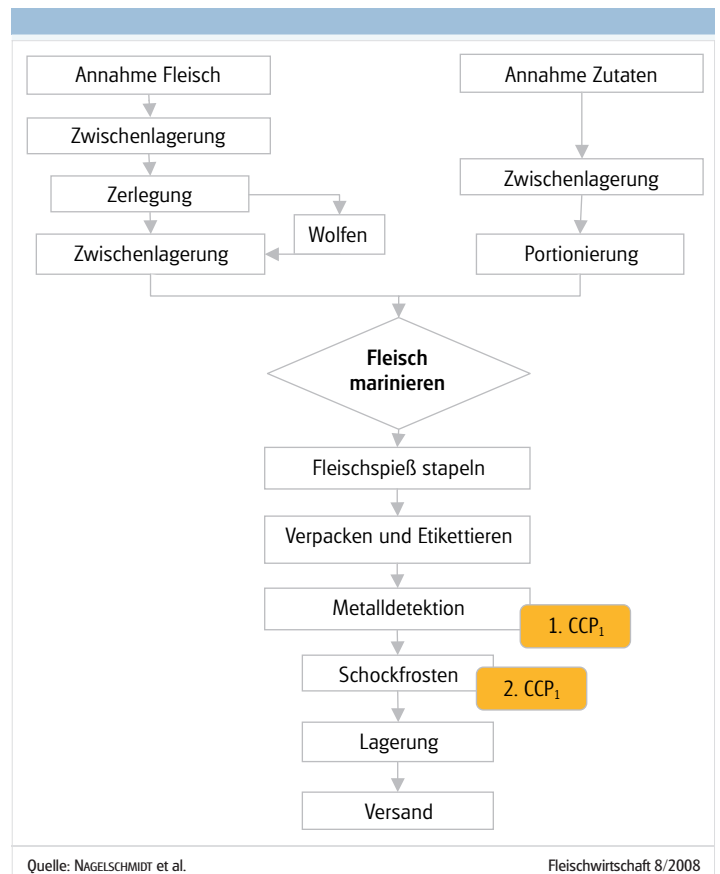 Annahme Fleisch
Annahme Zutaten
Zwischenlagerung
Zwischenlagerung
Zerlegung
Wolfen
Zwischenlagerung
Portionierung
Fleisch
marinieren
Fleischspieß stapeln
Verpacken und Etikettieren
Metalldetektion
1. CCP₁
Schockfrosten
2. CCP₁
Lagerung
Versand
Quelle: NAGELSCHMIDT et al.
Fleischwirtschaft 8/2008